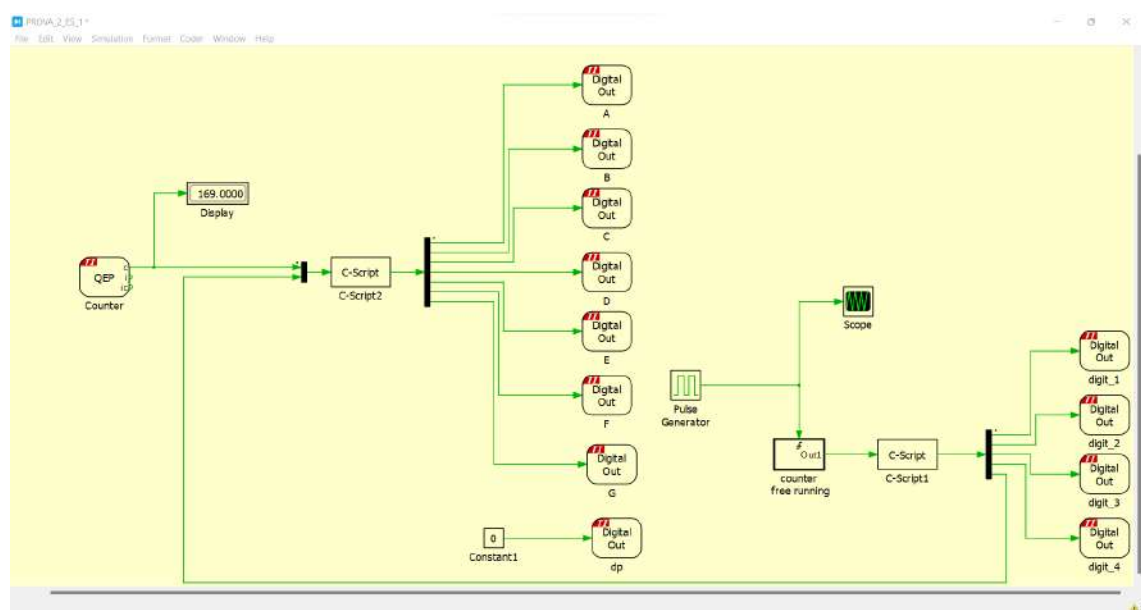 PROVA_2_ES_1 *
File Edit View Simulation Format Coder Window Help
Digital
Out
A
Digital
Out
B
169.0000
Display
Digital
Out
C
QEP
c
Counter
C-Script
C-Script2
Digital
Out
D
Digital
Out
E
Scope
Digital
Out
F
Pulse
Generator
Digital
Out
G
Out1
counter
free running
C-Script
C-Script1
Digital
Out
digit_1
Digital
Out
digit_2
Digital
Out
digit_3
Digital
Out
digit_4
0
Constant1
Digital
Out
dp